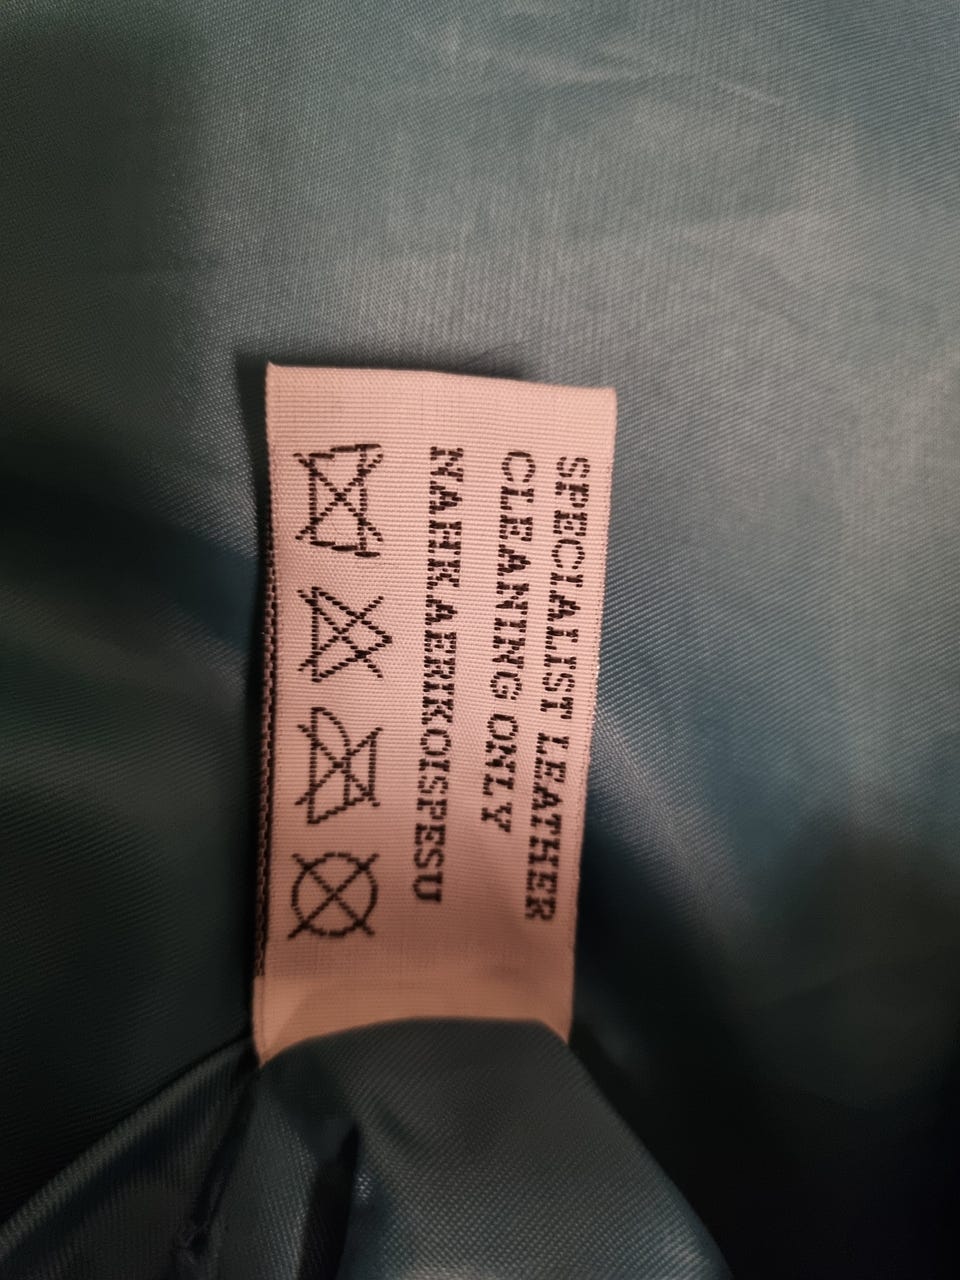 SPECIALIST LEATHER
CLEANING ONLY
NAHKAERIKOISPESU